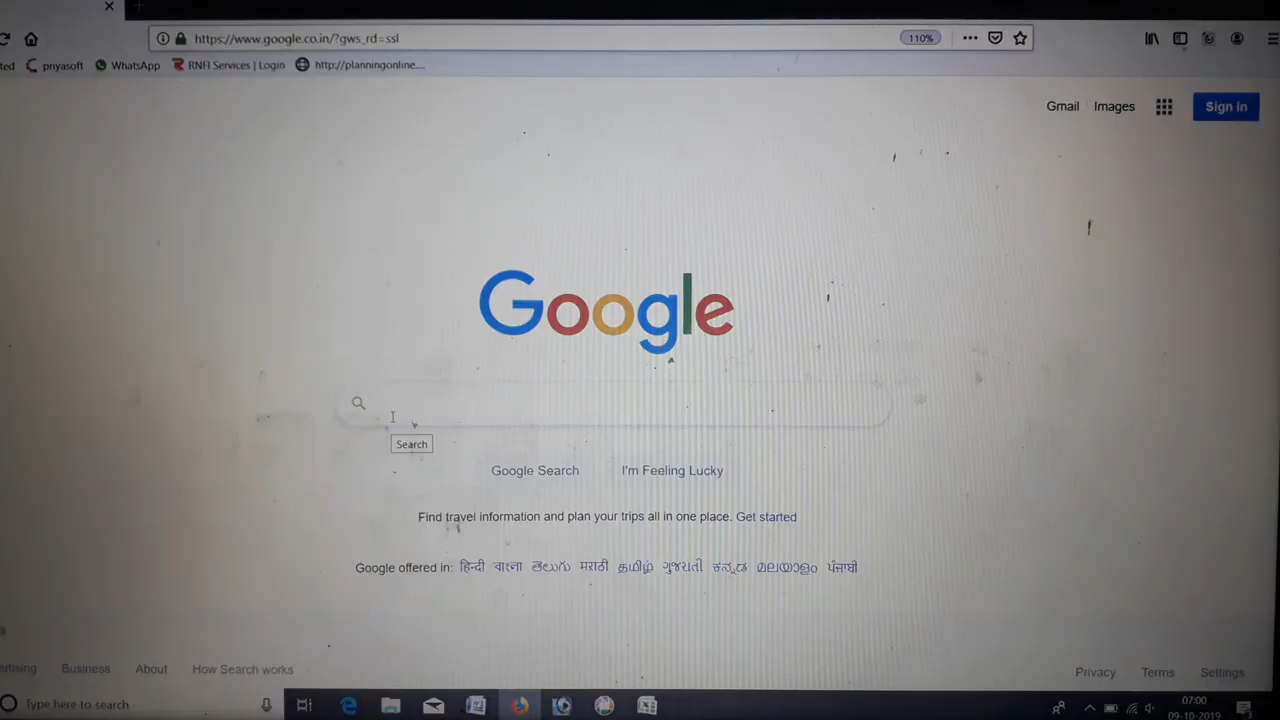 https://www.google.co.in/?gws_rd=ssl 110%
priyasoft WhatsApp RNFI Services | Login http://planningonline....
Gmail Images Sign in
Google
Search
Google Search I'm Feeling Lucky
Find travel information and plan your trips all in one place. Get started
Google offered in: हिन्दी বাংলা తెలుగు मराठी தமிழ் ગુજરાતી ಕನ್ನಡ മലയാളം ਪੰਜਾਬੀ
Business About How Search works Privacy Terms Settings
Type here to search 07:00
09-10-2019